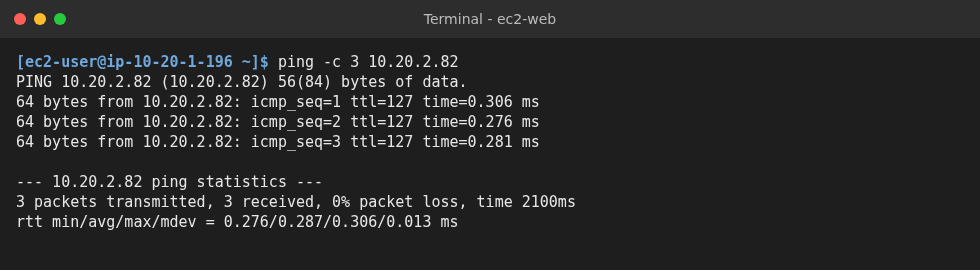 Terminal - ec2-web
[ec2-user@ip-10-20-1-196 ~]$ ping -c 3 10.20.2.82
PING 10.20.2.82 (10.20.2.82) 56(84) bytes of data.
64 bytes from 10.20.2.82: icmp_seq=1 ttl=127 time=0.306 ms
64 bytes from 10.20.2.82: icmp_seq=2 ttl=127 time=0.276 ms
64 bytes from 10.20.2.82: icmp_seq=3 ttl=127 time=0.281 ms
--- 10.20.2.82 ping statistics ---
3 packets transmitted, 3 received, 0% packet loss, time 2100ms
rtt min/avg/max/mdev = 0.276/0.287/0.306/0.013 ms